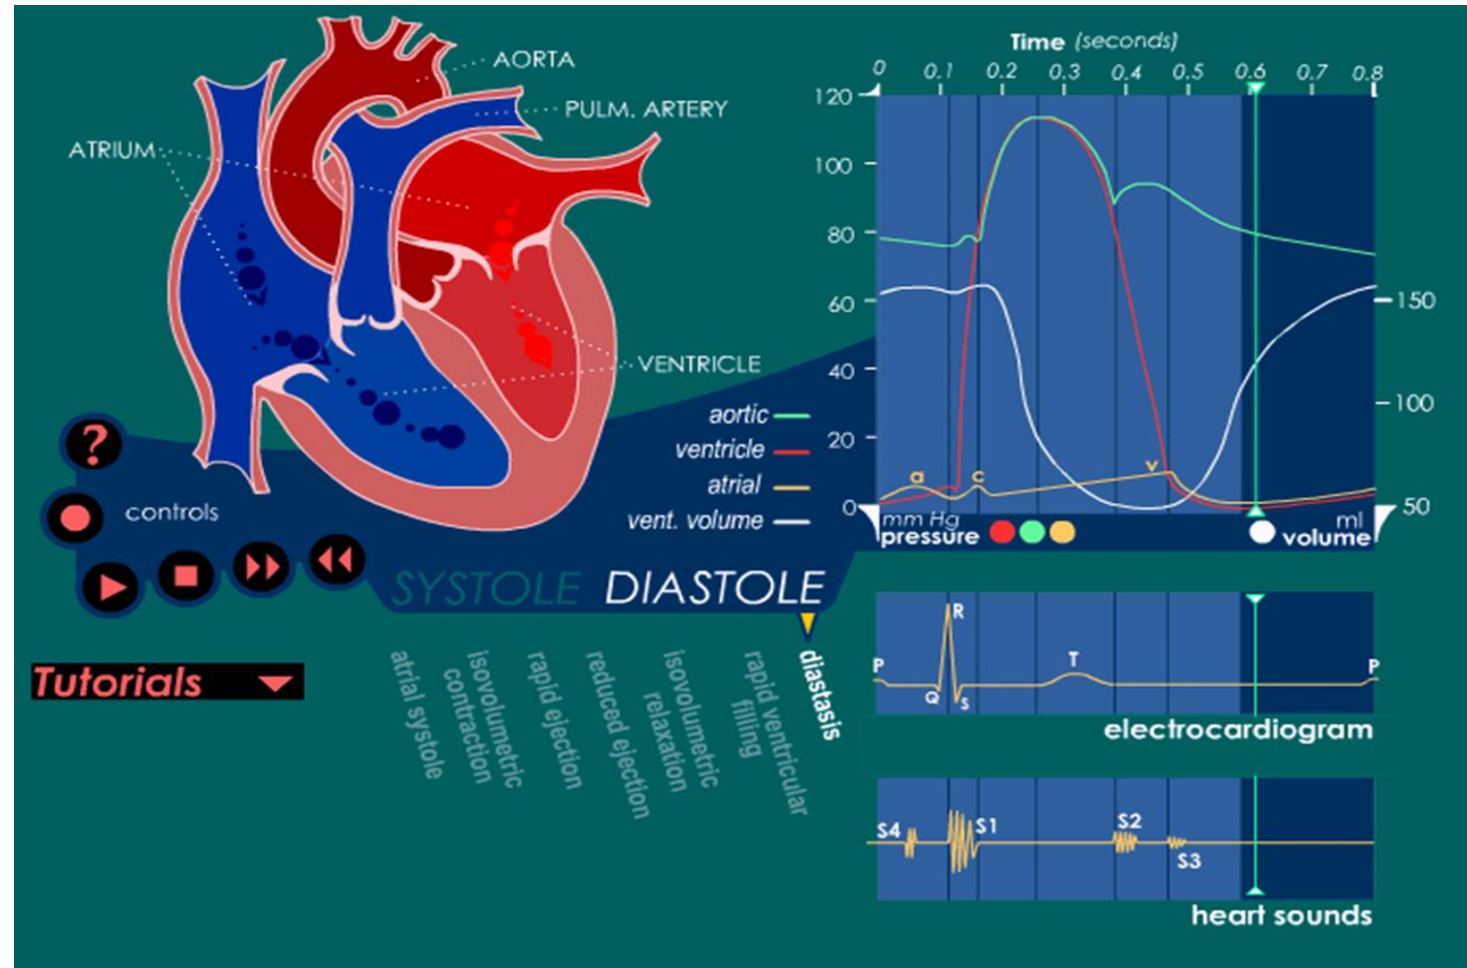 AORTA
PULM. ARTERY
ATRIUM
VENTRICLE
aortic
ventricle
atrial
vent. volume
?
controls
SYSTOLE DIASTOLE
Tutorials
atrial systole
isovolumetric
contraction
rapid ejection
reduced ejection
isovolumetric
relaxation
rapid ventricular
filling
diastasis
Time (seconds)
0 0.1 0.2 0.3 0.4 0.5 0.6 0.7 0.8
120
100
80
60
40
20
0
150
100
50
a c v
mm Hg
pressure
ml
volume
P
R
Q
S
T
P
electrocardiogram
S4
S1
S2
S3
heart sounds